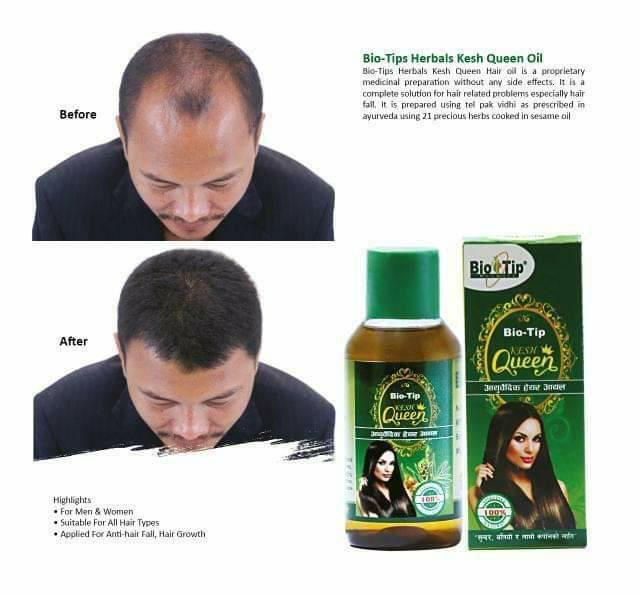 Bio-Tips Herbals Kesh Queen Oil
Bio-Tips Herbals Kesh Queen Hair oil is a proprietary
medicinal preparation without any side effects. It is a
complete solution for hair related problems especially hair
fall. It is prepared using tel pak vidhi as prescribed in
ayurveda using 21 precious herbs cooked in sesame oil
Before
After
Highlights
• For Men & Women
• Suitable For All Hair Types
• Applied For Anti-hair Fall, Hair Growth
Bio-Tip
KESH
Queen
आयुर्वेदिक हेयर आयल
100%
Bio Tip®
Bio-Tip
KESH
Queen
आयुर्वेदिक हेयर आयल
100%